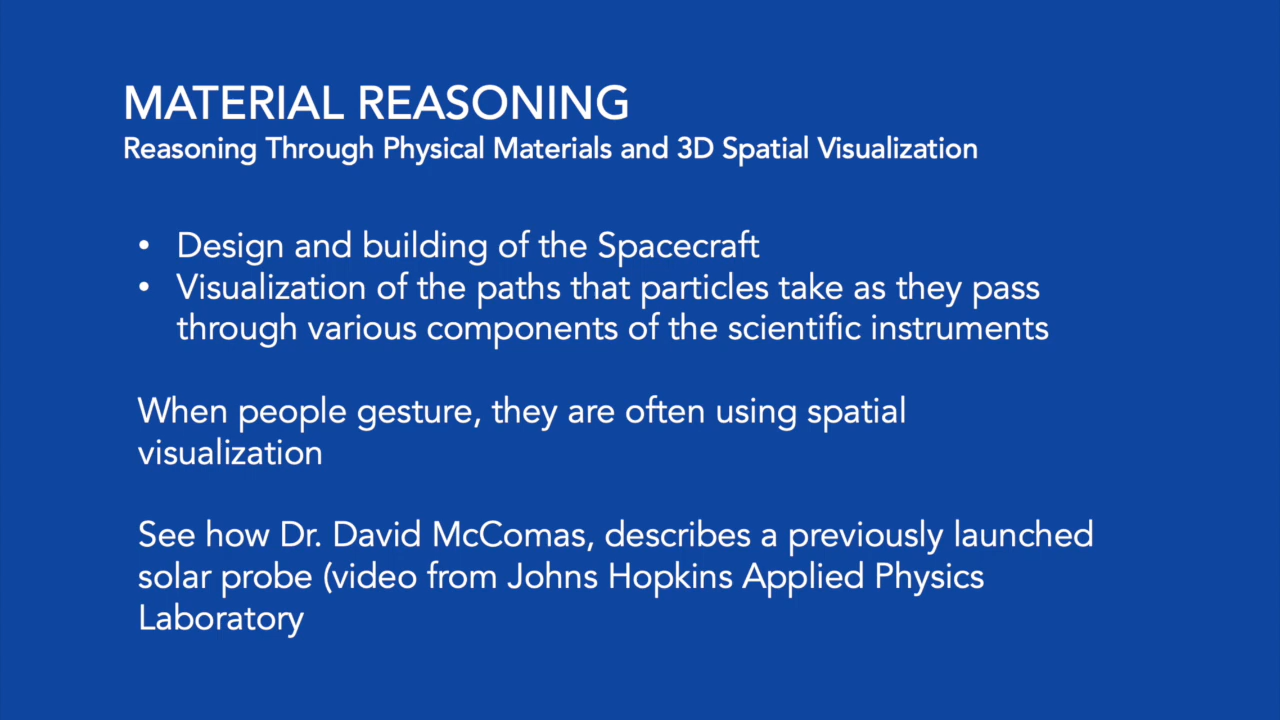 MATERIAL REASONING
Reasoning Through Physical Materials and 3D Spatial Visualization
• Design and building of the Spacecraft
• Visualization of the paths that particles take as they pass
through various components of the scientific instruments
When people gesture, they are often using spatial
visualization
See how Dr. David McComas, describes a previously launched
solar probe (video from Johns Hopkins Applied Physics
Laboratory